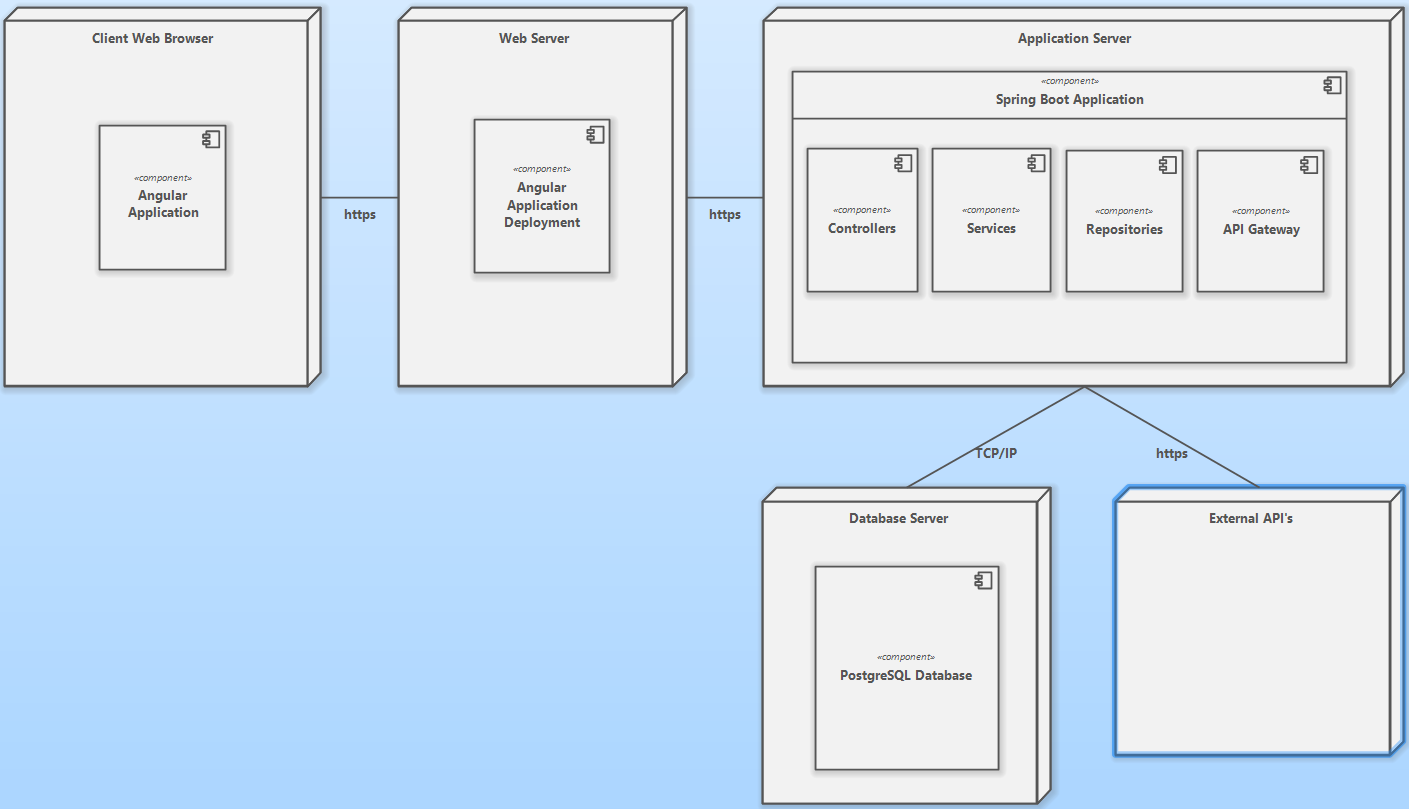 Client Web Browser
«component»
Angular
Application
https
Web Server
«component»
Angular
Application
Deployment
https
Application Server
«component»
Spring Boot Application
«component»
Controllers
«component»
Services
«component»
Repositories
«component»
API Gateway
TCP/IP
https
Database Server
«component»
PostgreSQL Database
External API's